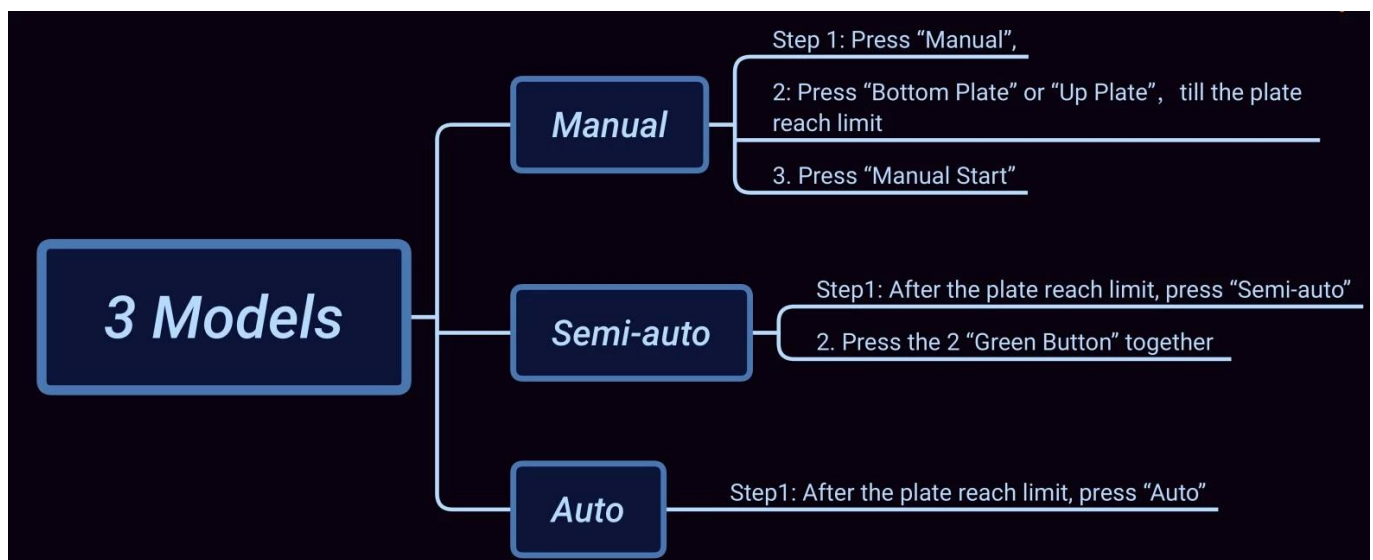 3 Models
Manual
Step 1: Press “Manual”,
2: Press “Bottom Plate” or “Up Plate”,  till the plate
reach limit
3. Press “Manual Start”
Semi-auto
Step1: After the plate reach limit, press “Semi-auto”
2. Press the 2 “Green Button” together
Auto
Step1: After the plate reach limit, press “Auto”